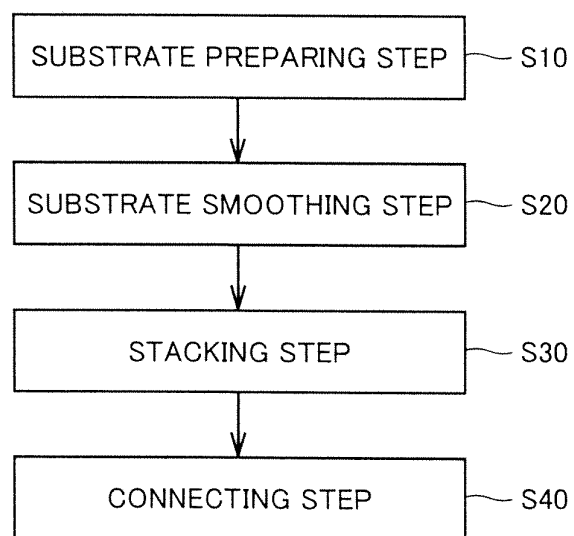 SUBSTRATE PREPARING STEP S10
SUBSTRATE SMOOTHING STEP S20
STACKING STEP S30
CONNECTING STEP S40